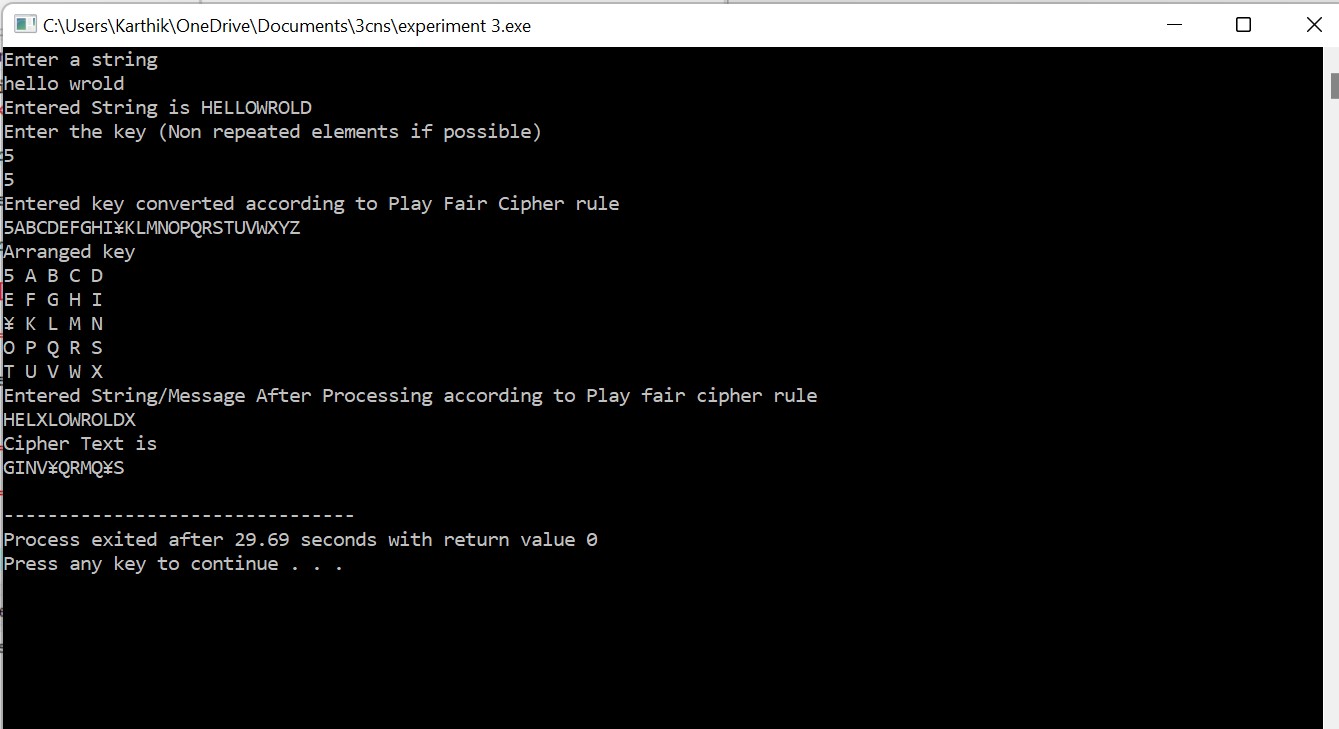 C:\Users\Karthik\OneDrive\Documents\3cns\experiment 3.exe
Enter a string
hello wrold
Entered String is HELLOWROLD
Enter the key (Non repeated elements if possible)
5
5
Entered key converted according to Play Fair Cipher rule
5ABCDEFGHI¥KLMNOPQRSTUVWXYZ
Arranged key
5 A B C D
E F G H I
¥ K L M N
O P Q R S
T U V W X
Entered String/Message After Processing according to Play fair cipher rule
HELXLOWROLDX
Cipher Text is
GINV¥QRMQ¥S
--------------------------------
Process exited after 29.69 seconds with return value 0
Press any key to continue . . .